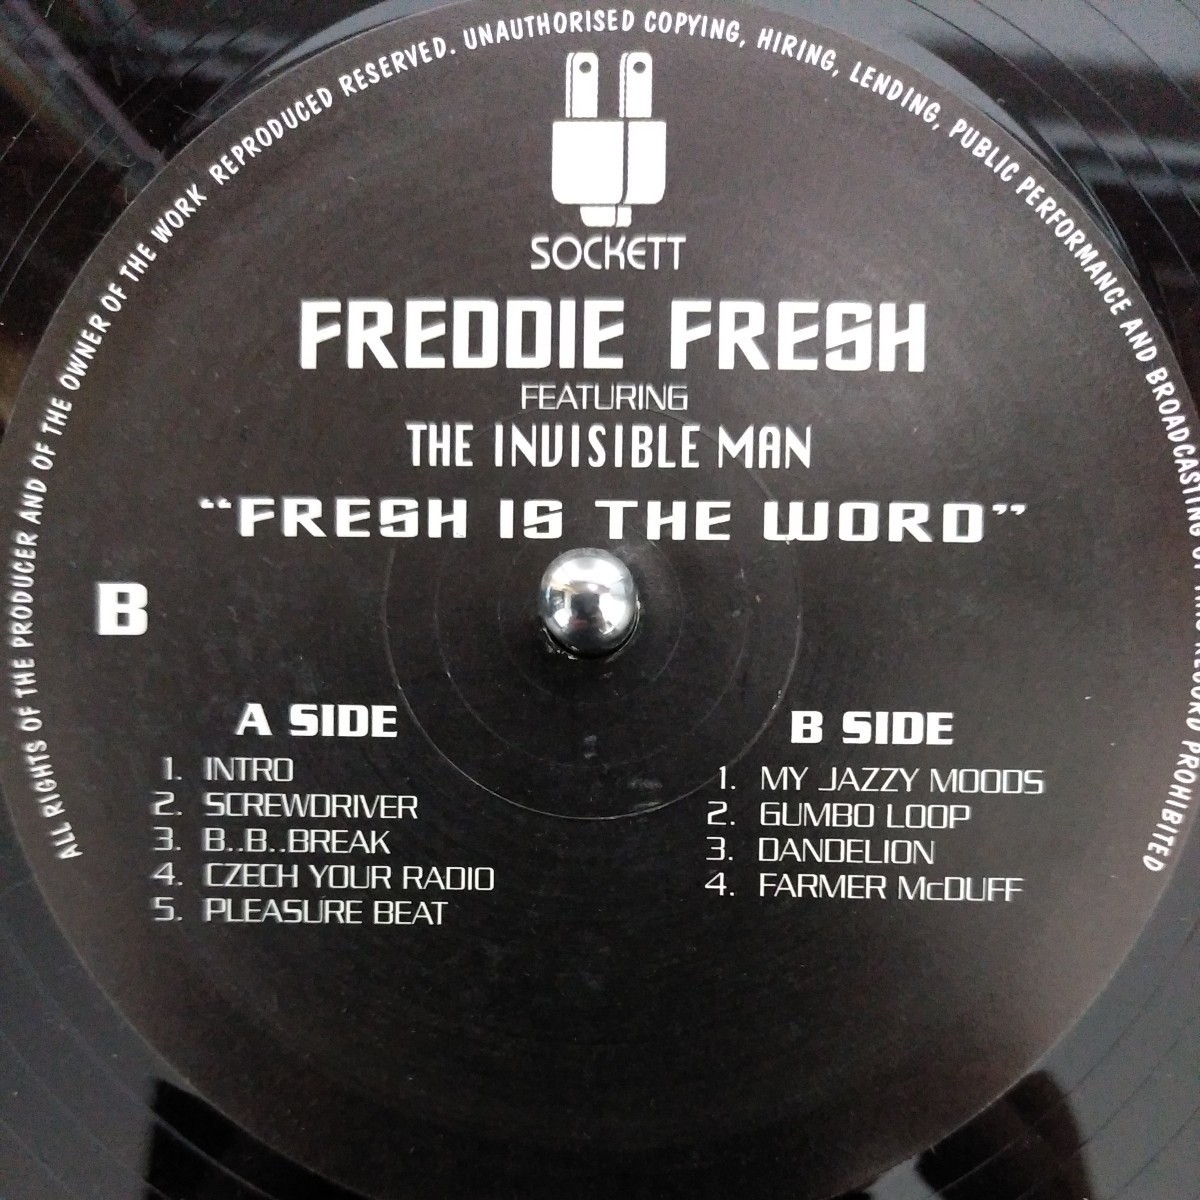 ALL RIGHTS OF THE PRODUCER AND OF THE OWNER OF THE WORK REPRODUCED RESERVED. UNAUTHORISED COPYING, HIRING, LENDING, PUBLIC PERFORMANCE AND BROADCASTING OF THIS RECORD PROHIBITED
SOCKETT
FREDDIE FRESH
FEATURING
THE INVISIBLE MAN
“FRESH IS THE WORD”
B
A SIDE
1. INTRO
2. SCREWDRIVER
3. B..B..BREAK
4. CZECH YOUR RADIO
5. PLEASURE BEAT
B SIDE
1. MY JAZZY MOODS
2. GUMBO LOOP
3. DANDELION
4. FARMER McDUFF